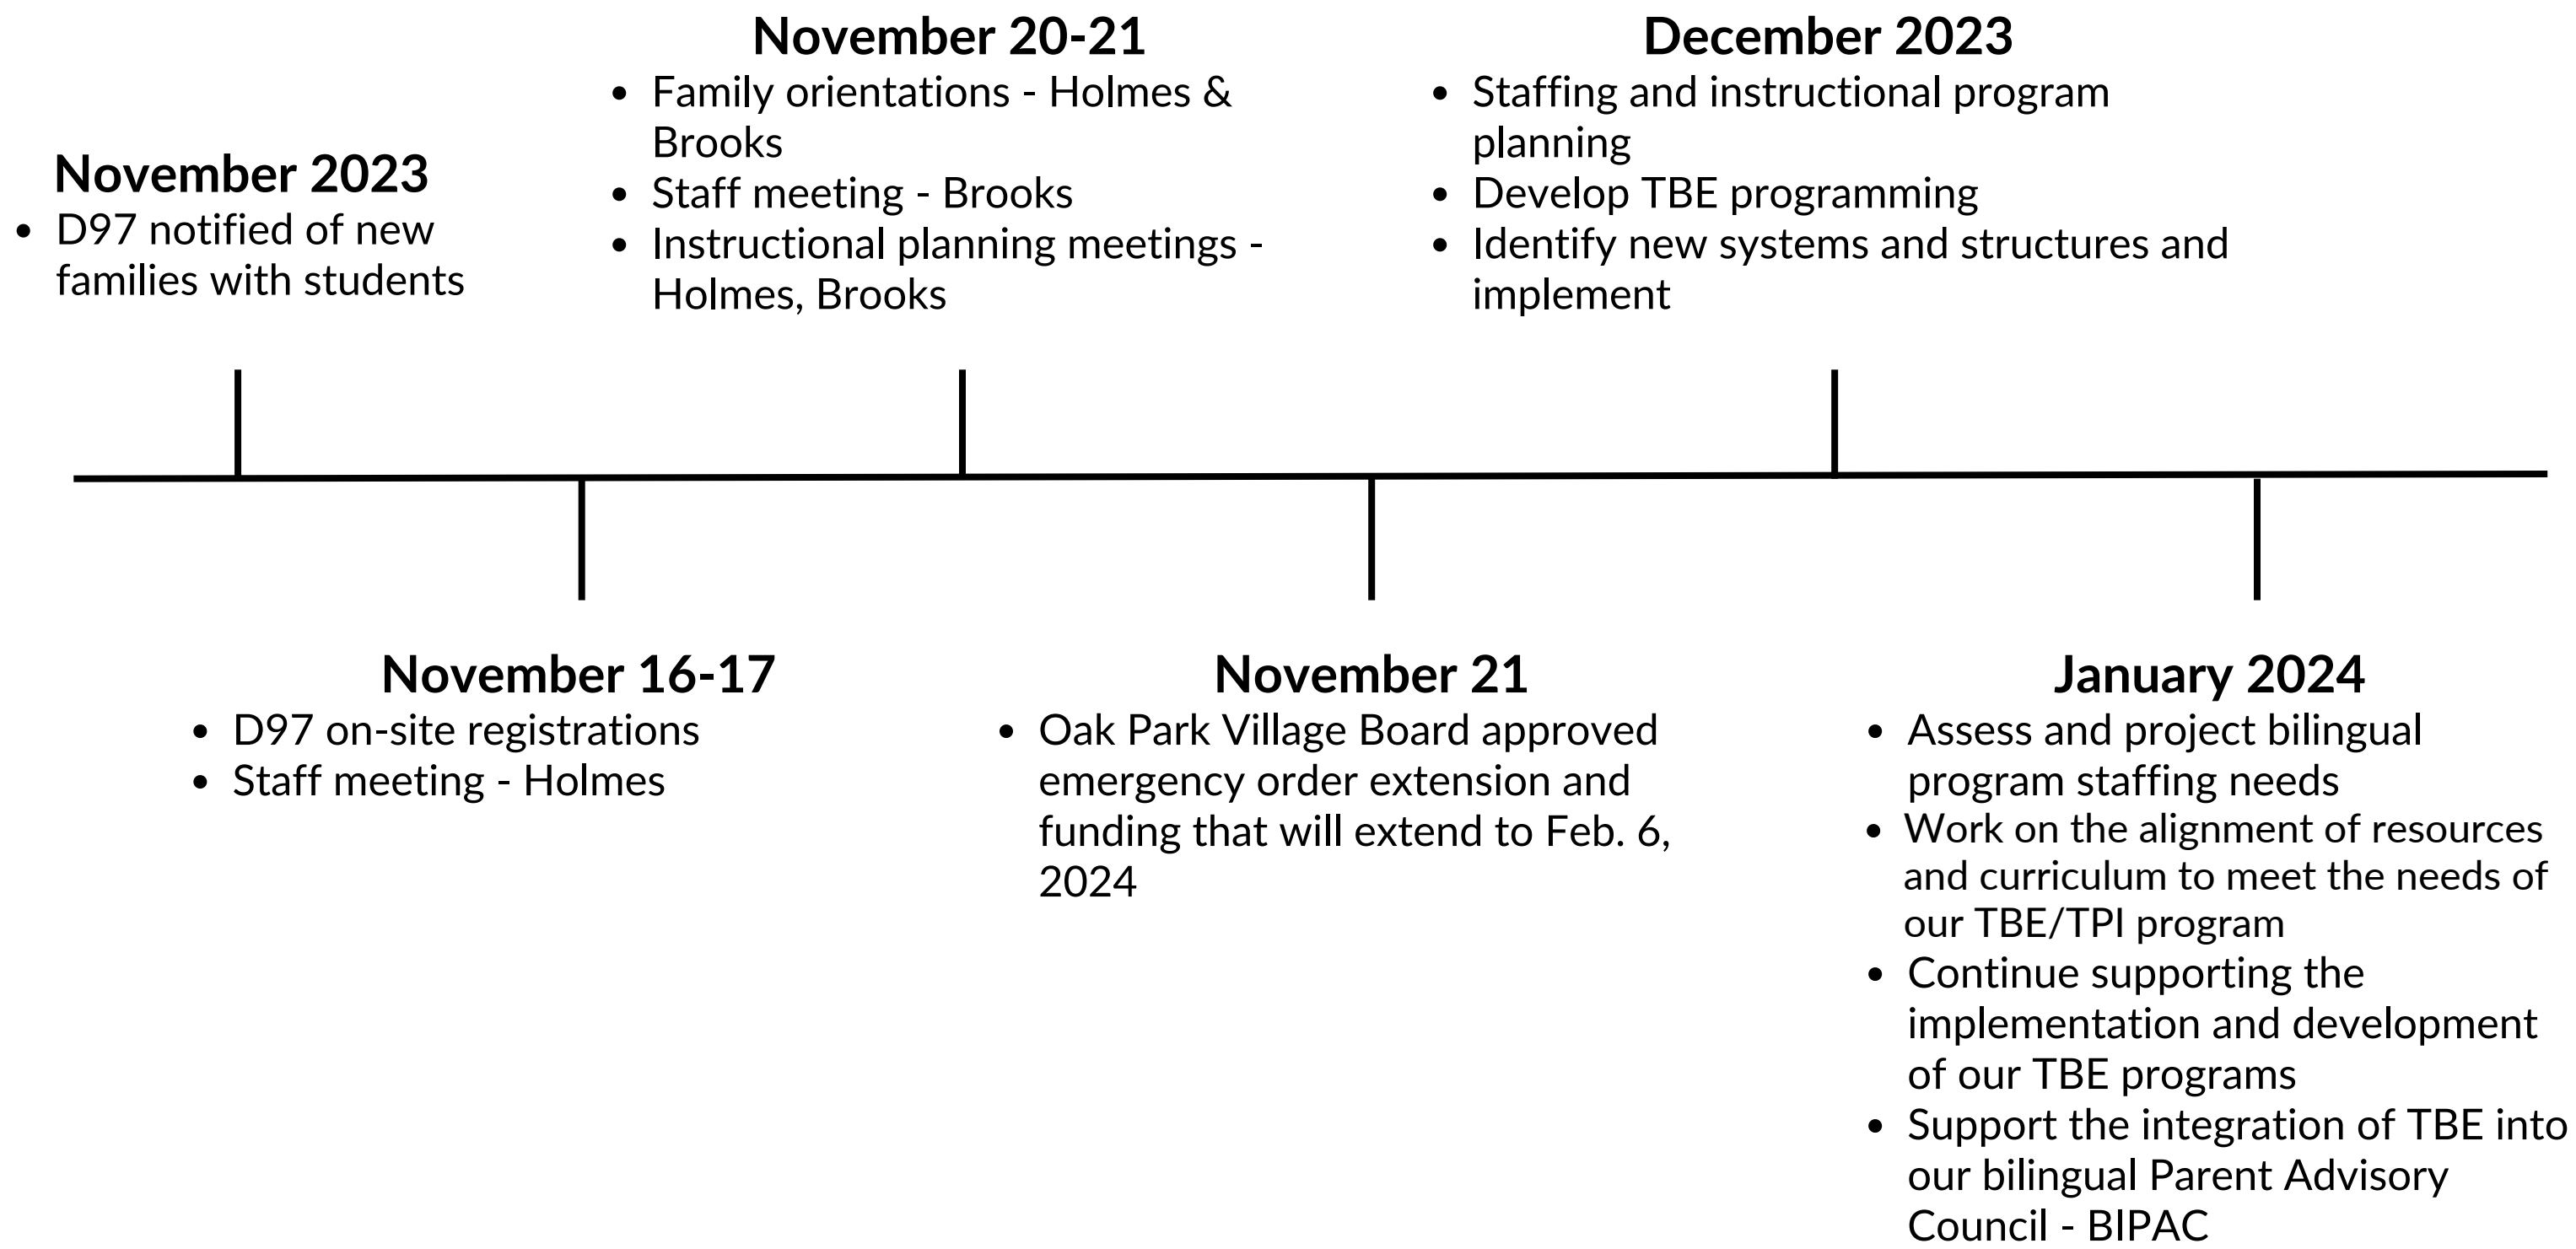 November 2023
• D97 notified of new
families with students
November 16-17
• D97 on-site registrations
• Staff meeting - Holmes
November 20-21
• Family orientations - Holmes &
Brooks
• Staff meeting - Brooks
• Instructional planning meetings -
Holmes, Brooks
November 21
• Oak Park Village Board approved
emergency order extension and
funding that will extend to Feb. 6,
2024
December 2023
• Staffing and instructional program
planning
• Develop TBE programming
• Identify new systems and structures and
implement
January 2024
• Assess and project bilingual
program staffing needs
• Work on the alignment of resources
and curriculum to meet the needs of
our TBE/TPI program
• Continue supporting the
implementation and development
of our TBE programs
• Support the integration of TBE into
our bilingual Parent Advisory
Council - BIPAC